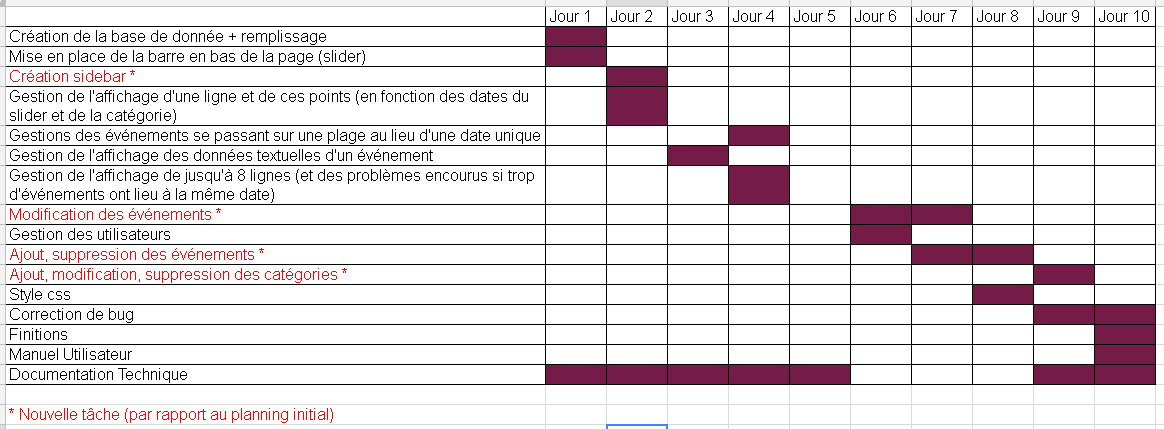 Jour 1 Jour 2 Jour 3 Jour 4 Jour 5 Jour 6 Jour 7 Jour 8 Jour 9 Jour 10
Création de la base de donnée + remplissage
Mise en place de la barre en bas de la page (slider)
Création sidebar *
Gestion de l'affichage d'une ligne et de ces points (en fonction des dates du
slider et de la catégorie)
Gestions des événements se passant sur une plage au lieu d'une date unique
Gestion de l'affichage des données textuelles d'un événement
Gestion de l'affichage de jusqu'à 8 lignes (et des problèmes encourus si trop
d'événements ont lieu à la même date)
Modification des événements *
Gestion des utilisateurs
Ajout, suppression des événements *
Ajout, modification, suppression des catégories *
Style css
Correction de bug
Finitions
Manuel Utilisateur
Documentation Technique
* Nouvelle tâche (par rapport au planning initial)